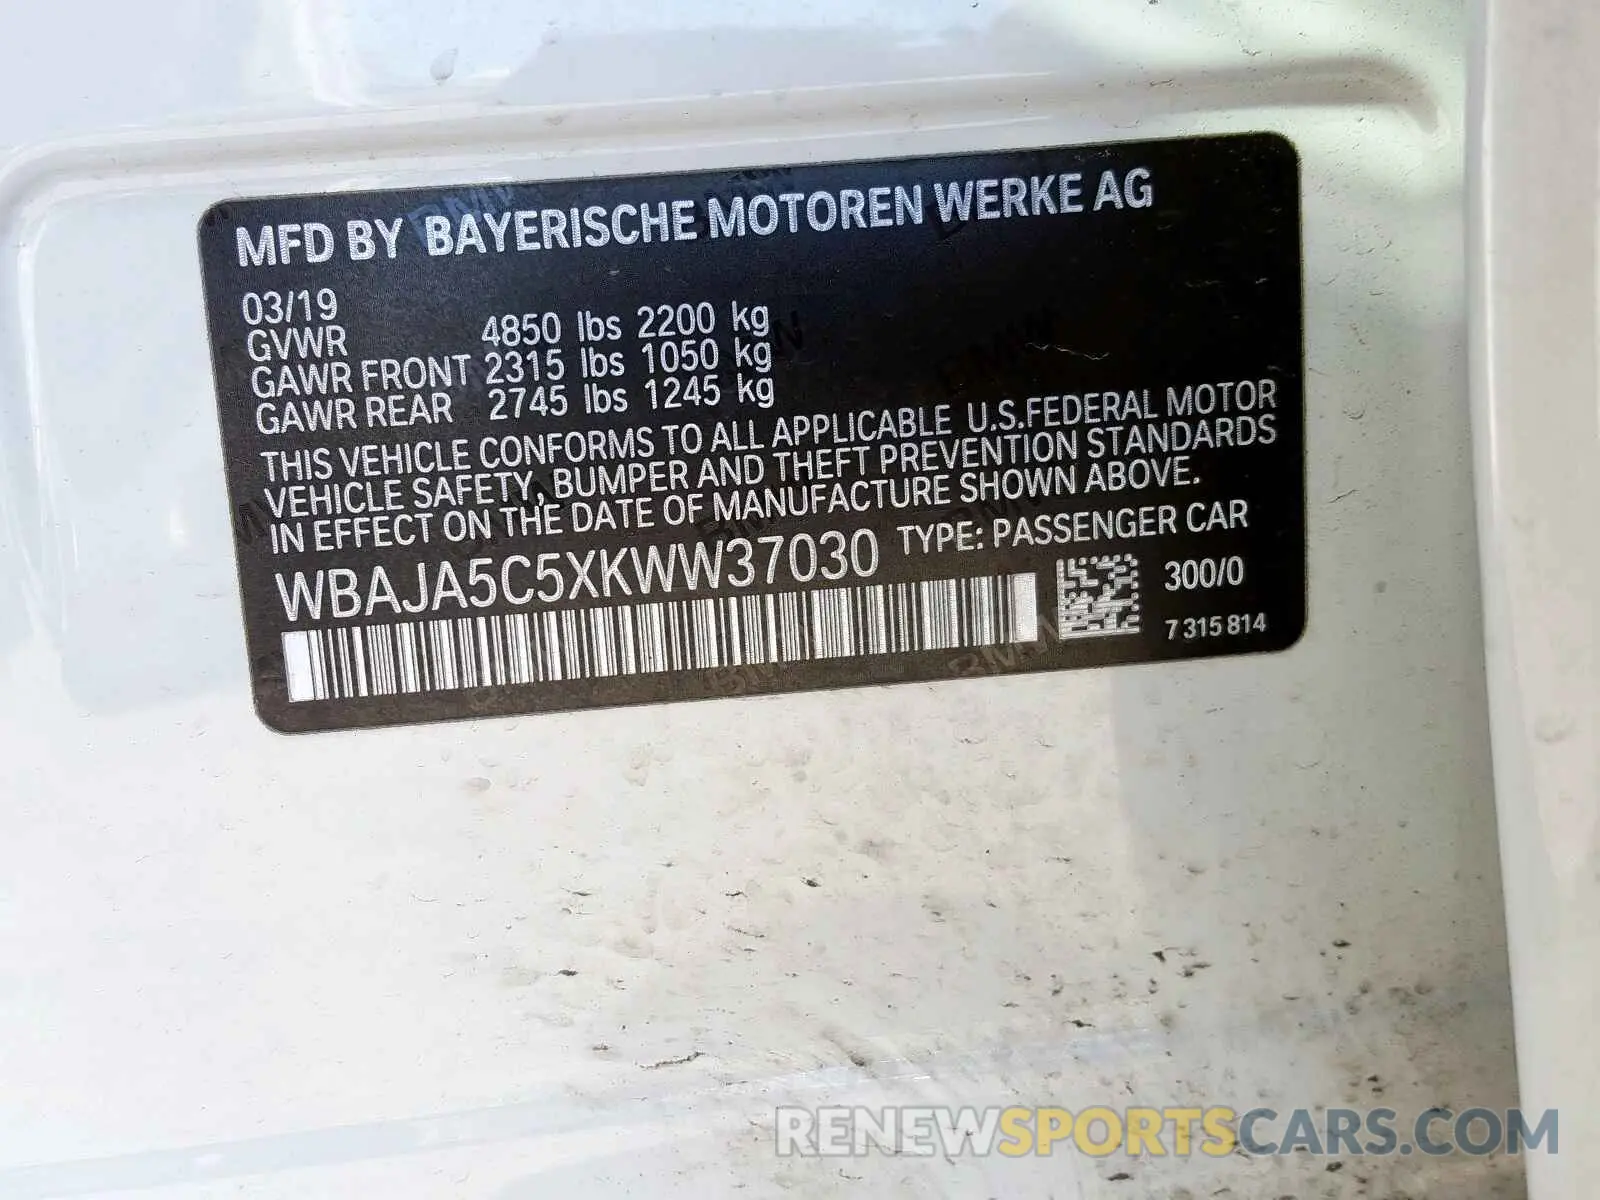 MFD BY BAYERISCHE MOTOREN WERKE AG
03/19
GVWR 4850 lbs 2200 kg
GAWR FRONT 2315 lbs 1050 kg
GAWR REAR 2745 lbs 1245 kg
THIS VEHICLE CONFORMS TO ALL APPLICABLE U.S.FEDERAL MOTOR
VEHICLE SAFETY, BUMPER AND THEFT PREVENTION STANDARDS
IN EFFECT ON THE DATE OF MANUFACTURE SHOWN ABOVE.
WBAJA5C5XKWW37030 TYPE: PASSENGER CAR
300/0
7 315 814
RENEWSPORTSCARS.COM